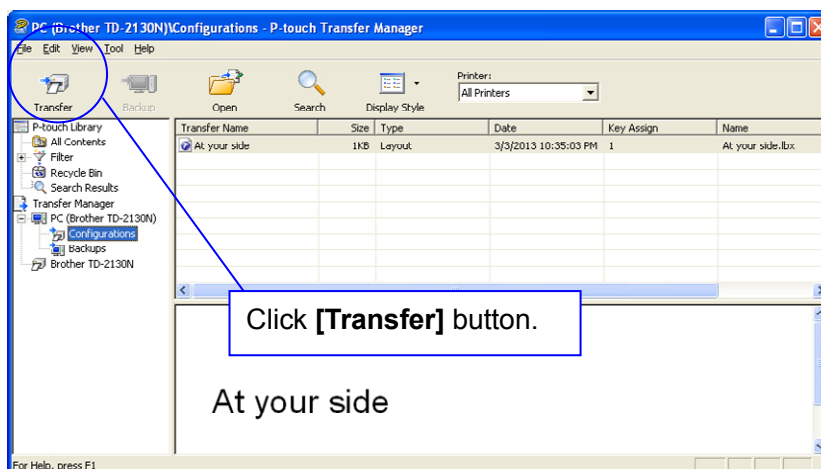 PC (Brother TD-2130N)\Configurations - P-touch Transfer Manager
File Edit View Tool Help
Transfer Backup Open Search Display Style Printer:
All Printers
P-touch Library
All Contents
Filter
Recycle Bin
Search Results
Transfer Manager
PC (Brother TD-2130N)
Configurations
Backups
Brother TD-2130N
Transfer Name Size Type Date Key Assign Name
At your side 1KB Layout 3/3/2013 10:35:03 PM 1 At your side.lbx
Click [Transfer] button.
At your side
For Help, press F1